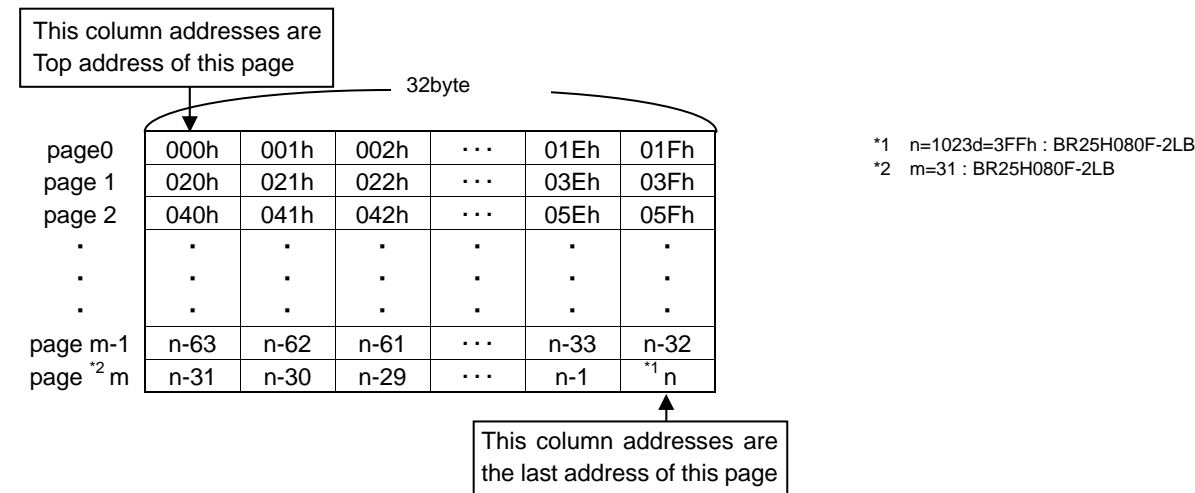 This column addresses are
Top address of this page
32byte
page0 000h 001h 002h ··· 01Eh 01Fh
page 1 020h 021h 022h ··· 03Eh 03Fh
page 2 040h 041h 042h ··· 05Eh 05Fh
· · · · · · ·
· · · · · · ·
· · · · · · ·
page m-1 n-63 n-62 n-61 ··· n-33 n-32
page *2 m n-31 n-30 n-29 ··· n-1 *1 n
This column addresses are
the last address of this page
*1 n=1023d=3FFh : BR25H080F-2LB
*2 m=31 : BR25H080F-2LB